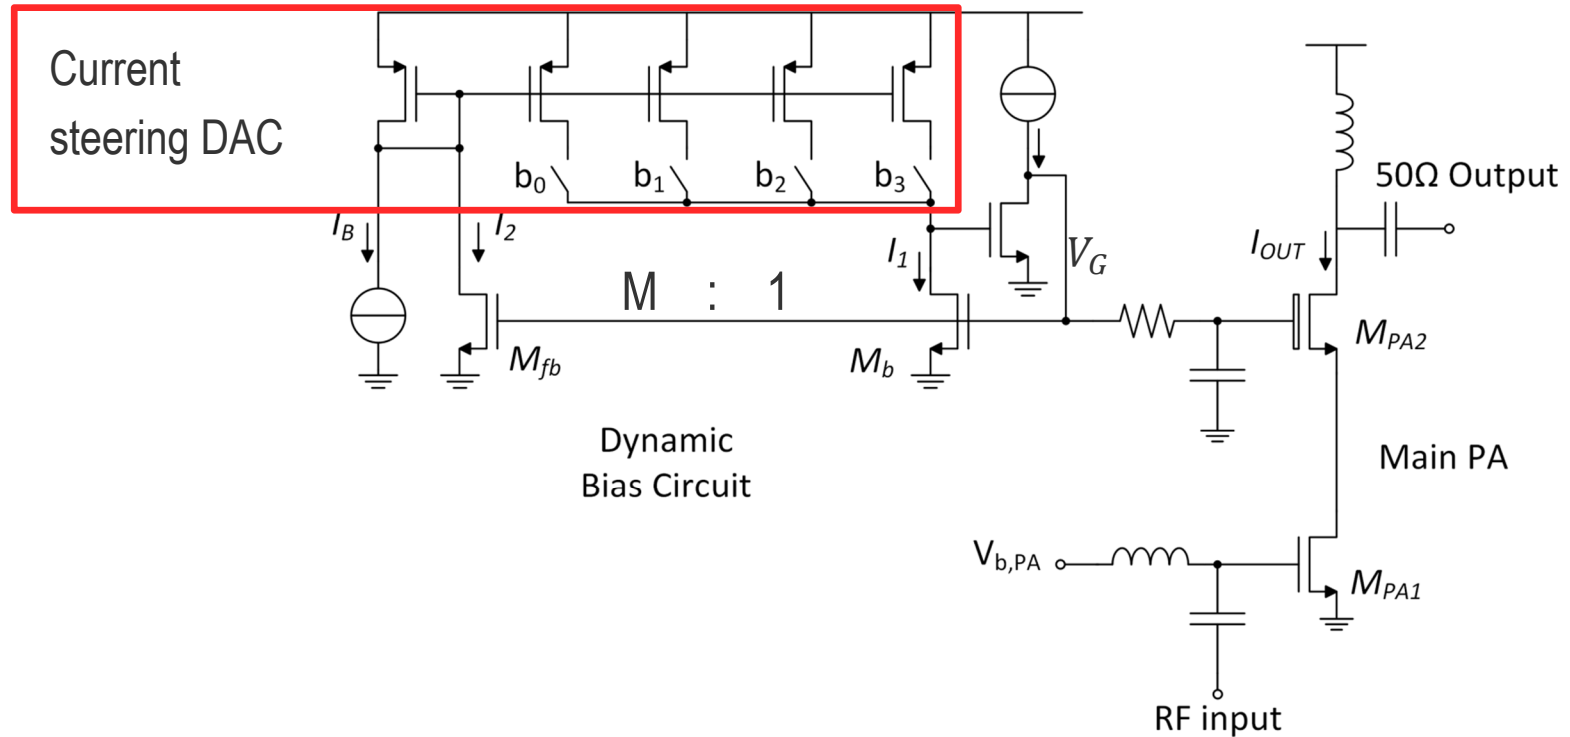 Current
steering DAC
b0
b1
b2
b3
IB
I2
I1
VG
IOUT
50Ω Output
M : 1
Mfb
Mb
MPA2
Dynamic
Bias Circuit
Main PA
Vb,PA
MPA1
RF input